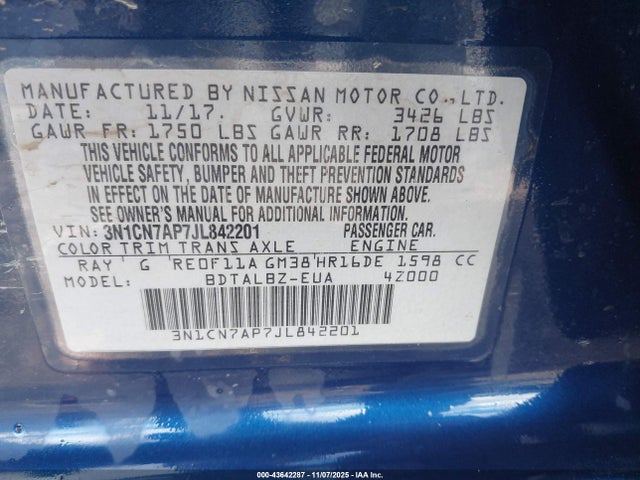 MANUFACTURED BY NISSAN MOTOR CO., LTD.
DATE: 11/17. GVWR: 3426 LBS
GAWR FR: 1750 LBS GAWR RR: 1708 LBS
THIS VEHICLE CONFORMS TO ALL APPLICABLE FEDERAL MOTOR
VEHICLE SAFETY, BUMPER AND THEFT PREVENTION STANDARDS
IN EFFECT ON THE DATE OF MANUFACTURE SHOWN ABOVE.
SEE OWNER'S MANUAL FOR ADDITIONAL INFORMATION
VIN: 3N1CN7AP7JL842201 PASSENGER CAR.
COLOR TRIM TRANS AXLE ENGINE
RAY G RE0F11A GM38 HR16DE 1598 CC
MODEL: BDTALBZ-EUA 4Z000
3N1CN7AP7JL842201
000-43642287 - 11/07/2025 - IAA Inc.